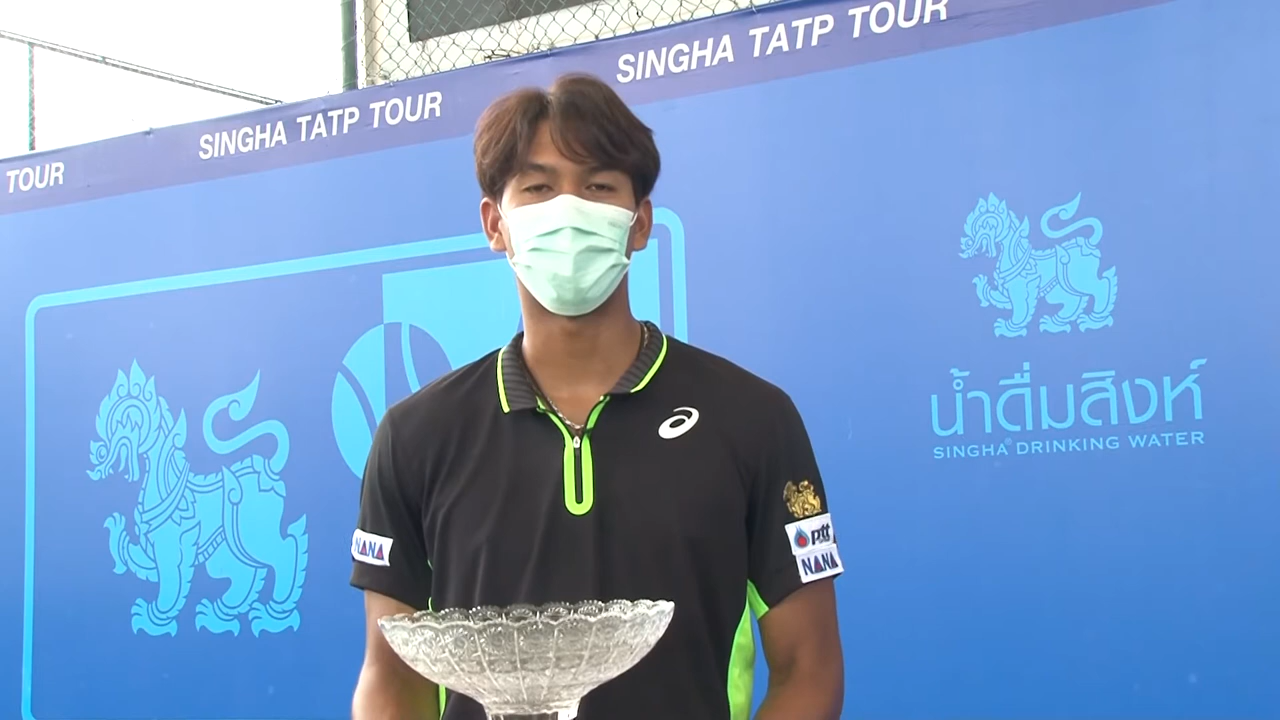 SINGHA TATP TOUR
SINGHA TATP TOUR
TOUR
น้ำดื่มสิงห์
SINGHA® DRINKING WATER
NANA
ptt
NANA